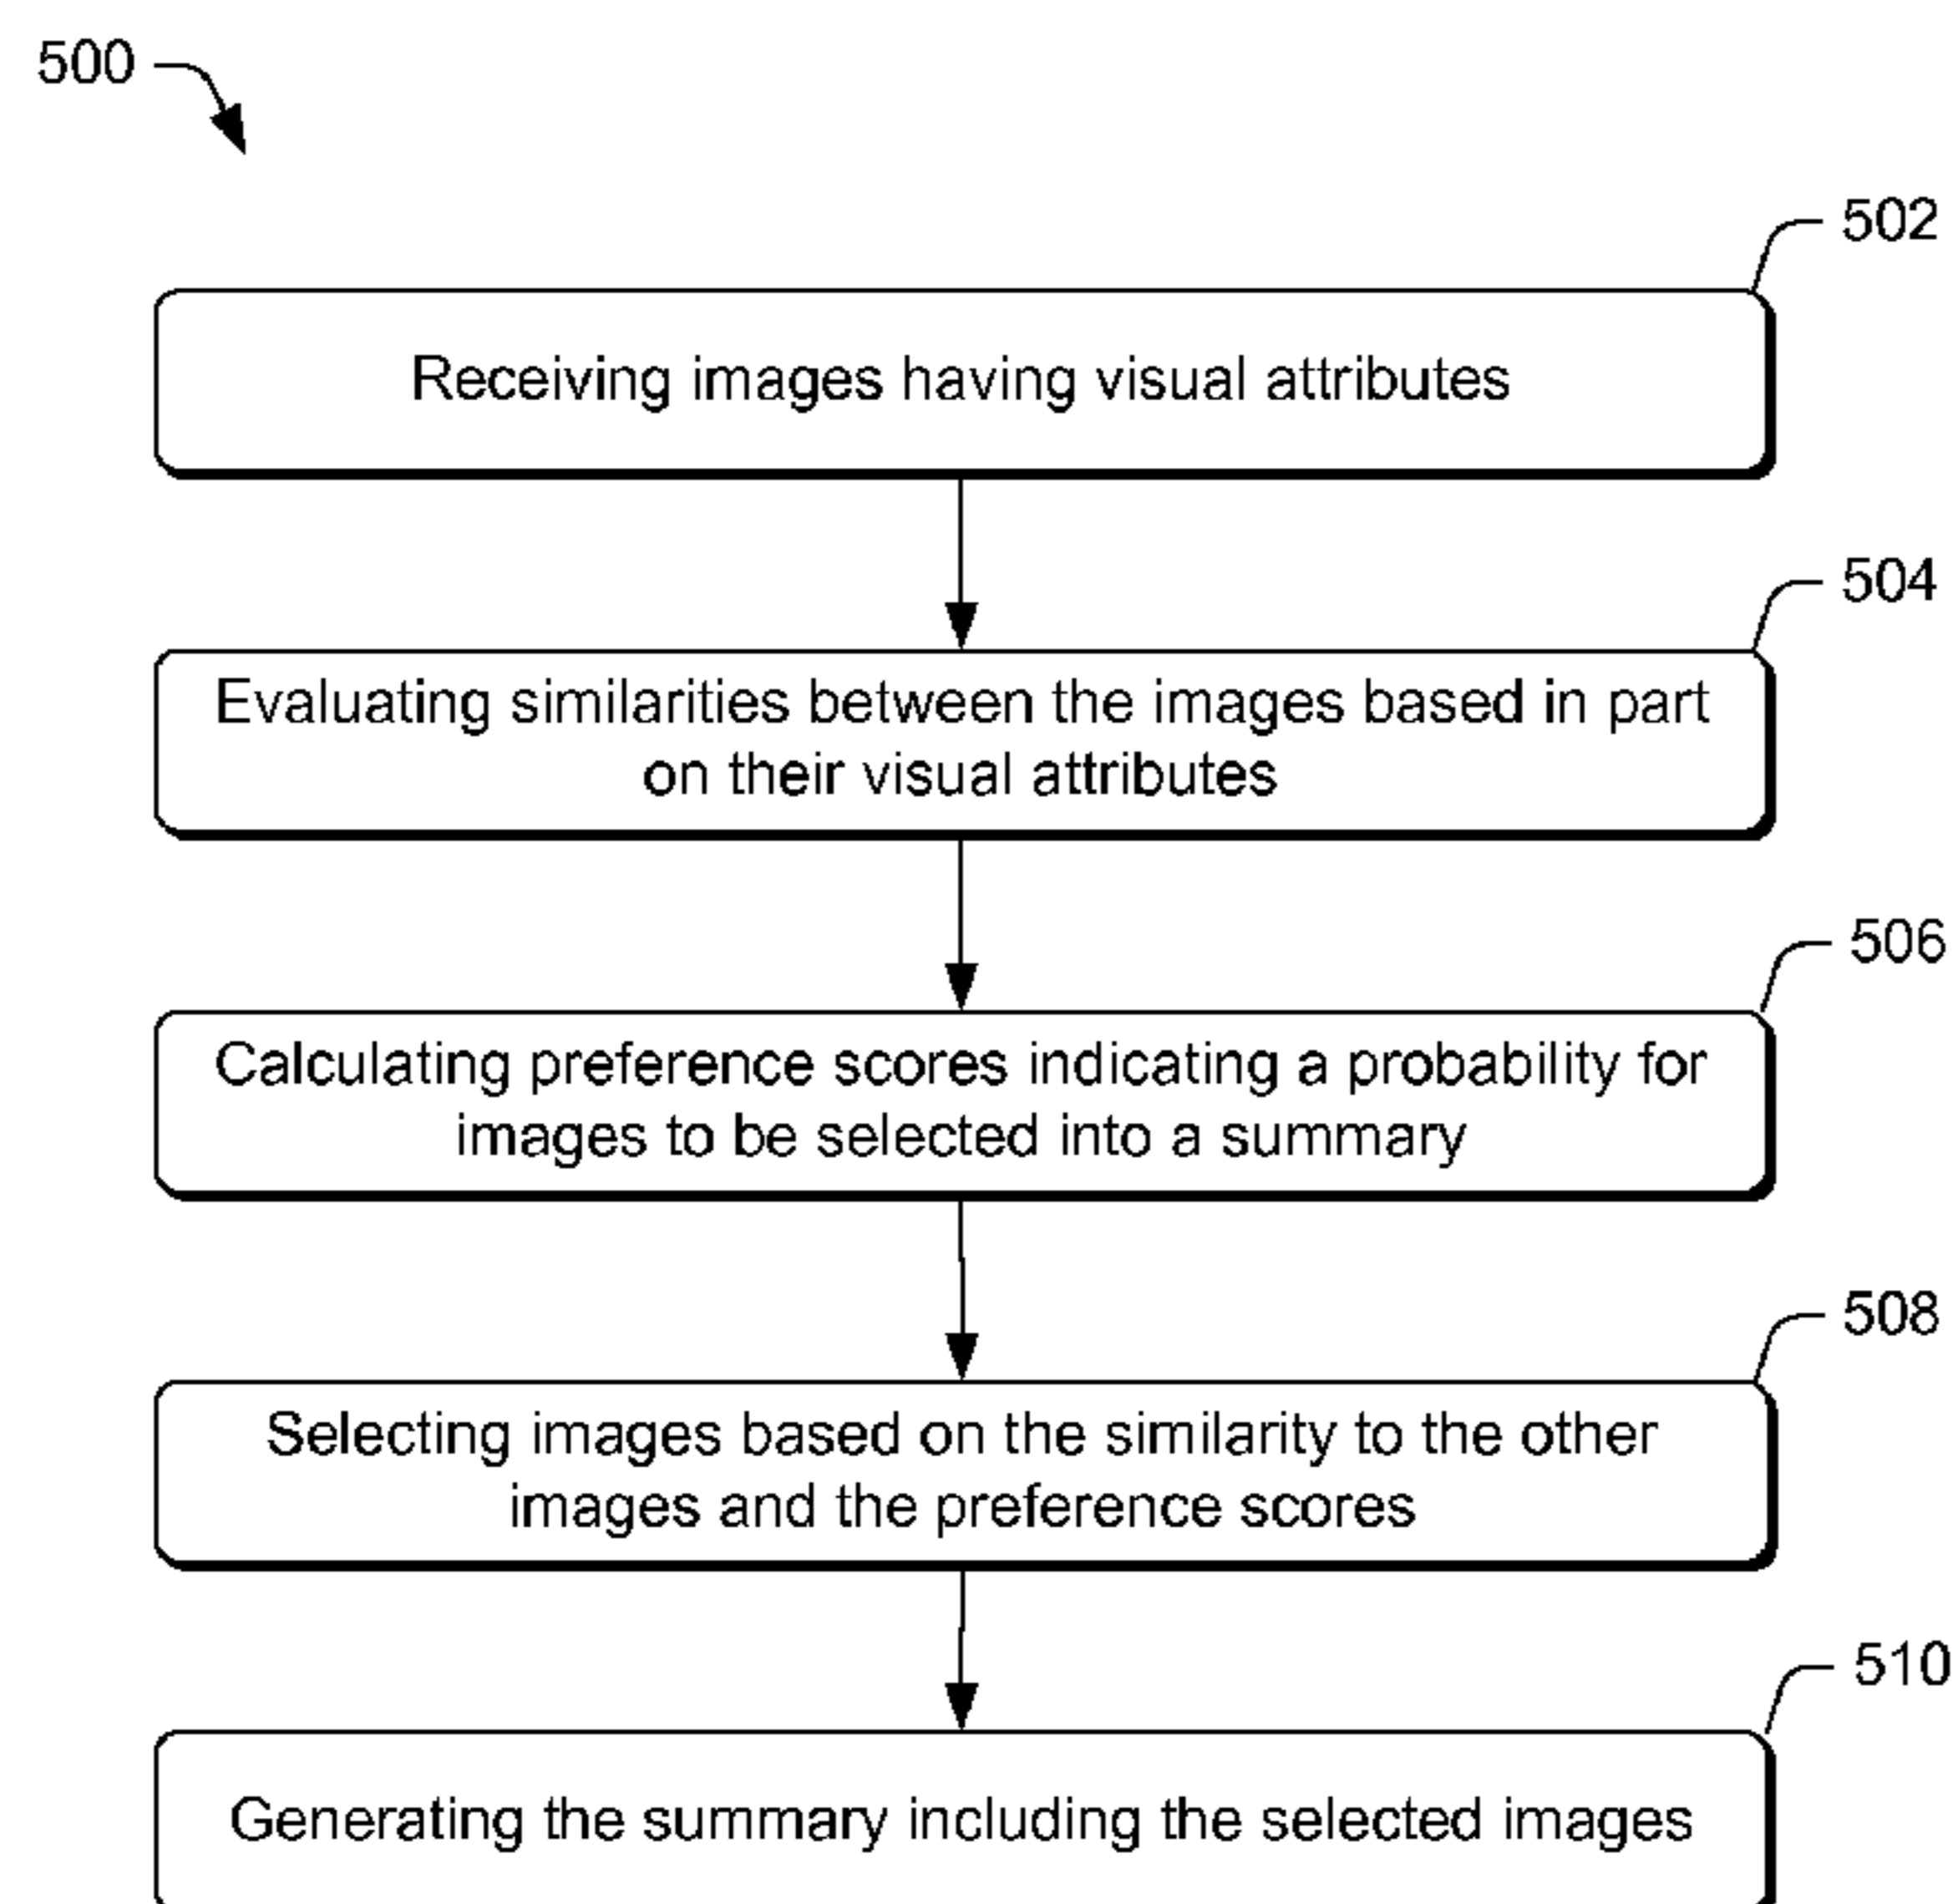 500
502
Receiving images having visual attributes
504
Evaluating similarities between the images based in part
on their visual attributes
506
Calculating preference scores indicating a probability for
images to be selected into a summary
508
Selecting images based on the similarity to the other
images and the preference scores
510
Generating the summary including the selected images